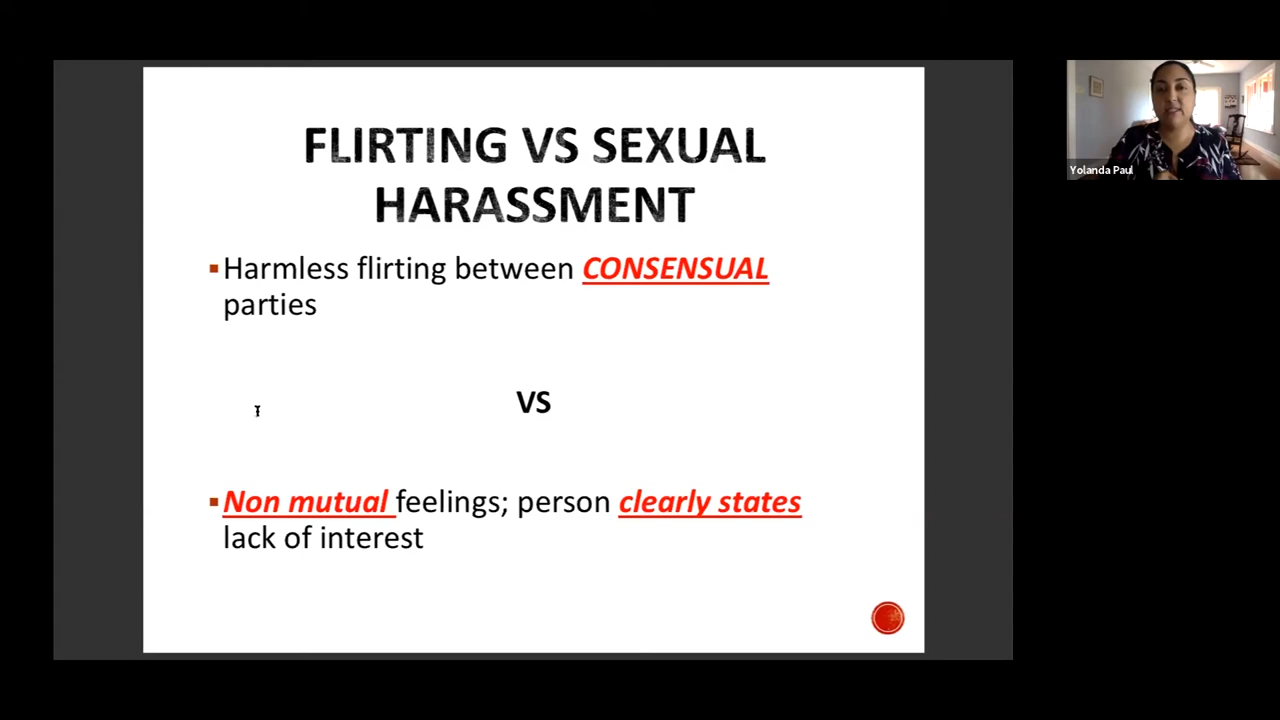 FLIRTING VS SEXUAL
HARASSMENT
▪Harmless flirting between CONSENSUAL
parties
VS
▪Non mutual feelings; person clearly states
lack of interest
Yolanda Paul